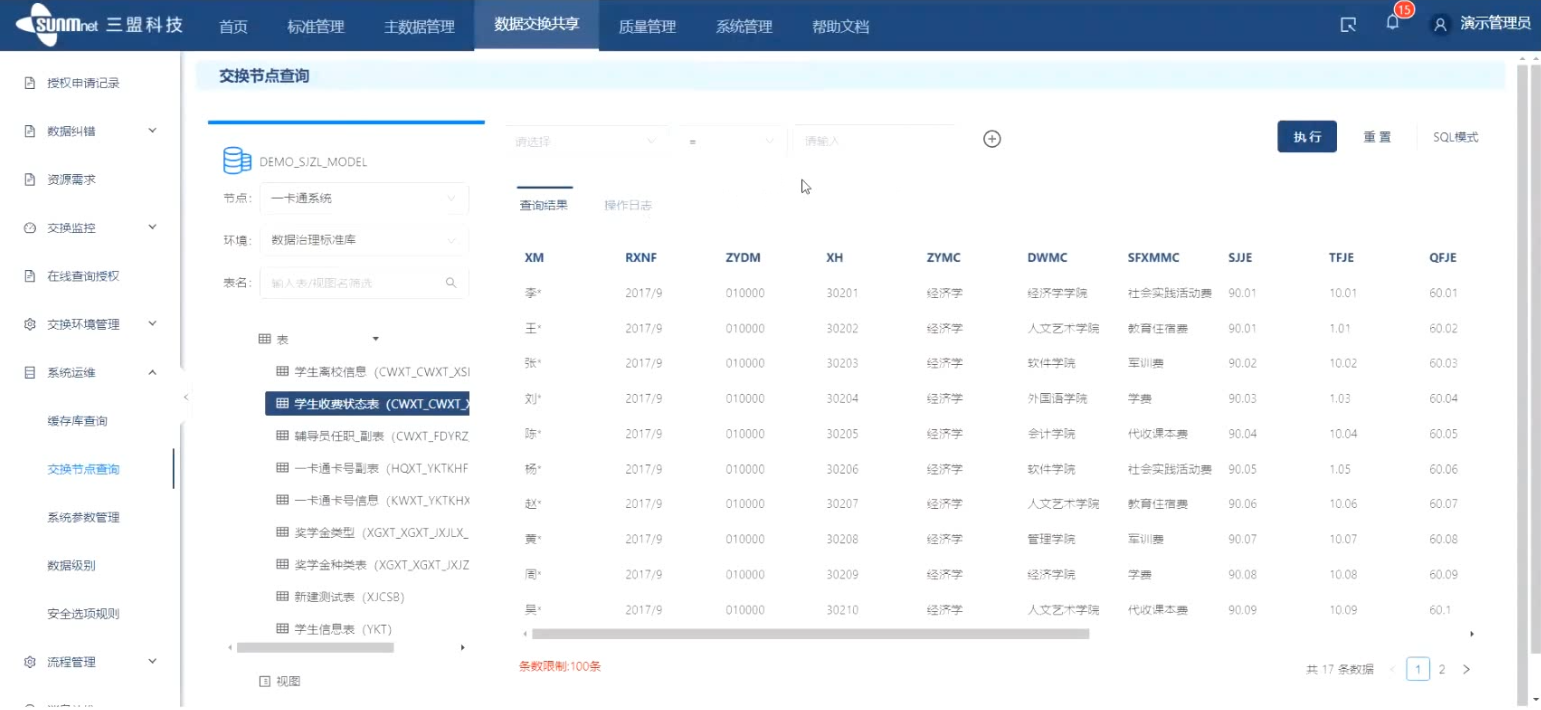 sunmnet 三盟科技 首页 标准管理 主数据管理 数据交换共享 质量管理 系统管理 帮助文档 15 演示管理员
授权申请记录
数据纠错
资源需求
交换监控
在线查询授权
交换环境管理
系统运维
缓存库查询
交换节点查询
系统参数管理
数据级别
安全选项规则
流程管理
交换节点查询
DEMO_SJZL_MODEL
节点: 一卡通系统
环境: 数据治理标准库
表名: 输入表/视图名筛选
表
学生离校信息（CWXT_CWXT_XSI
学生收费状态表（CWXT_CWXT_X
辅导员任职_副表（CWXT_FDYRZ
一卡通卡号副表（HQXT_YKTKHF
一卡通卡号信息（KWXT_YKTKHX
奖学金类型（XGXT_XGXT_JXJLX_
奖学金种类表（XGXT_XGXT_JXJZ
新建测试表（XJCSB）
学生信息表（YKT）
视图
请选择 = 请输入 执行 重置 SQL模式
查询结果 操作日志
XM RXNF ZYDM XH ZYMC DWMC SFXMMC SJJE TFJE QFJE
李* 2017/9 010000 30201 经济学 经济学学院 社会实践活动费 90.01 10.01 60.01
王* 2017/9 010000 30202 经济学 人文艺术学院 教育住宿费 90.01 1.01 60.02
张* 2017/9 010000 30203 经济学 软件学院 军训费 90.02 10.02 60.03
刘* 2017/9 010000 30204 经济学 外国语学院 学费 90.03 1.03 60.04
陈* 2017/9 010000 30205 经济学 会计学院 代收课本费 90.04 10.04 60.05
杨* 2017/9 010000 30206 经济学 软件学院 社会实践活动费 90.05 1.05 60.06
赵* 2017/9 010000 30207 经济学 人文艺术学院 教育住宿费 90.06 10.06 60.07
黄* 2017/9 010000 30208 经济学 管理学院 军训费 90.07 10.07 60.08
周* 2017/9 010000 30209 经济学 经济学院 学费 90.08 10.08 60.09
吴* 2017/9 010000 30210 经济学 人文艺术学院 代收课本费 90.09 10.09 60.1
条数限制:100条 共 17 条数据 1 2